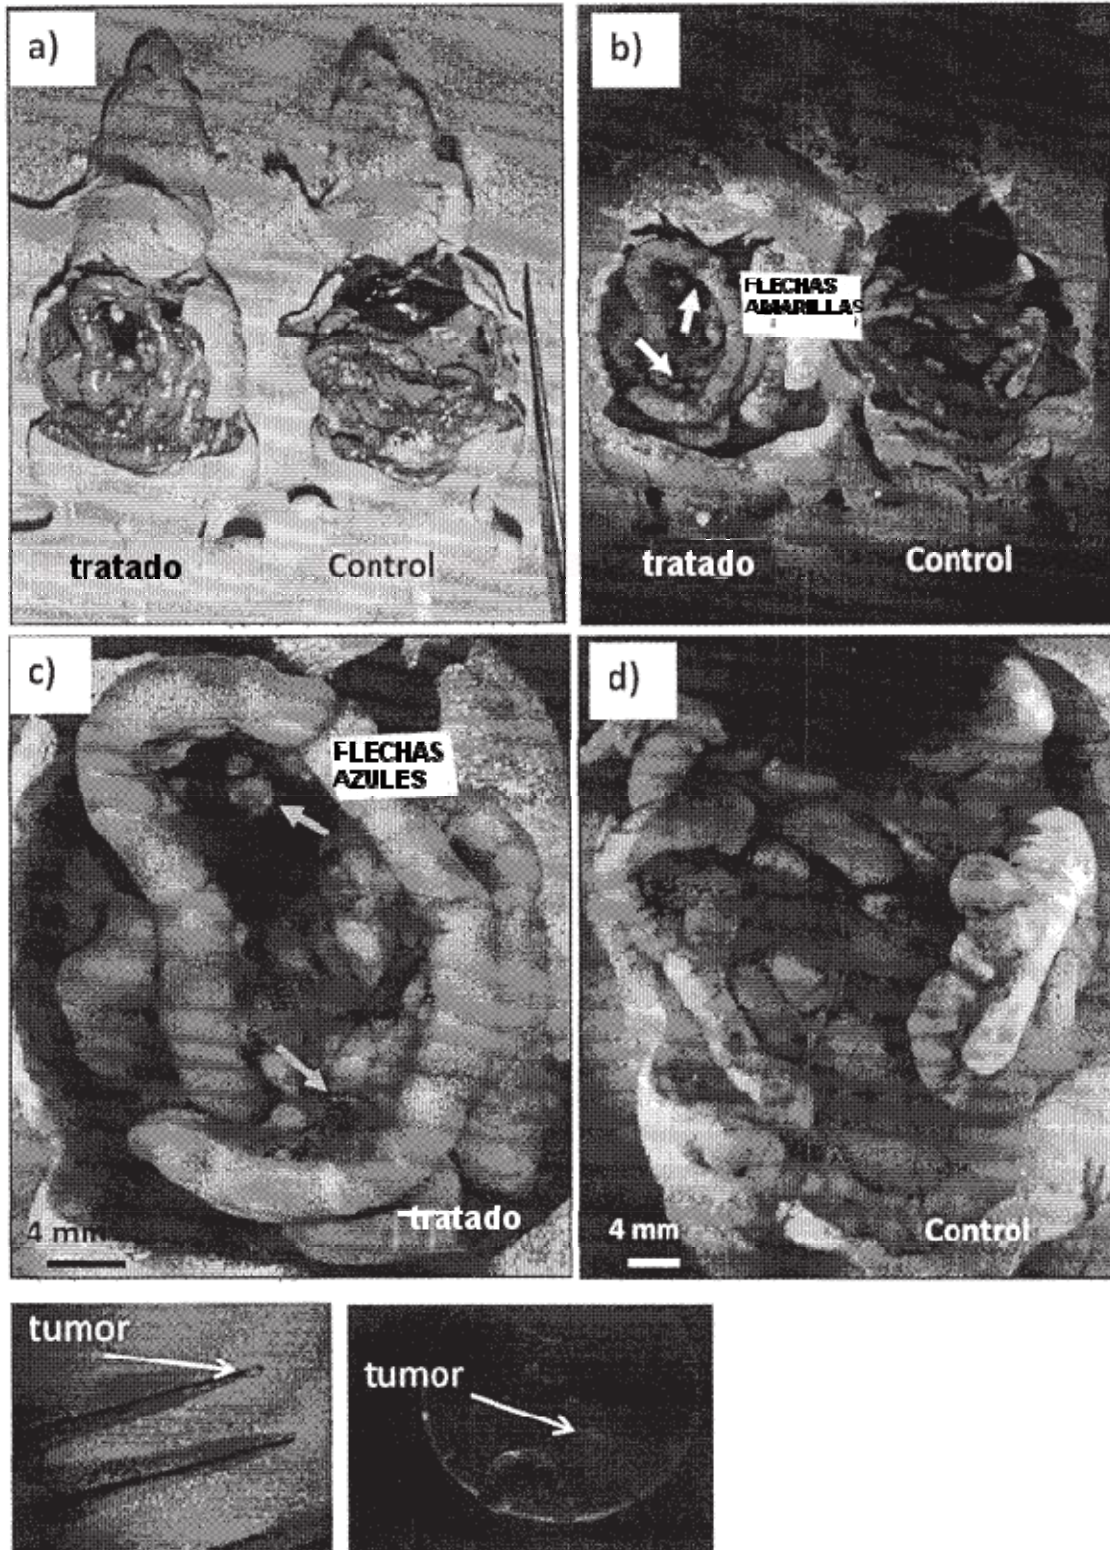 a)
b)
FLECHAS
AMARILLAS
tratado
Control
tratado
Control
c)
d)
FLECHAS
AZULES
4 mm
tratado
4 mm
Control
tumor
tumor